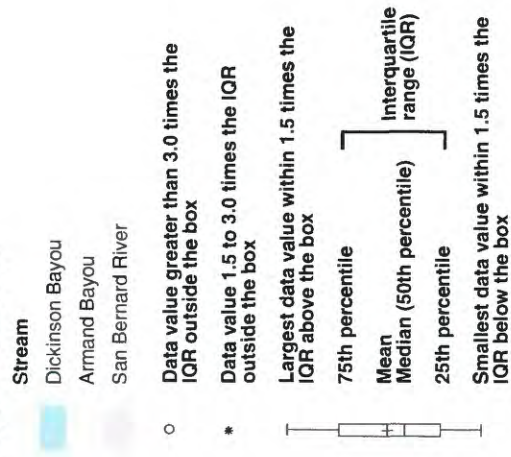 Stream
Dickinson Bayou
Armand Bayou
San Bernard River
Data value greater than 3.0 times the
IQR outside the box
Data value 1.5 to 3.0 times the IQR
outside the box
Largest data value within 1.5 times the
IQR above the box
75th percentile
Mean
Median (50th percentile)
Interquartile
range (IQR)
25th percentile
Smallest data value within 1.5 times the
IQR below the box